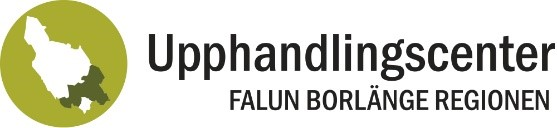 Upphandlingscenter
FALUN BORLÄNGE REGIONEN